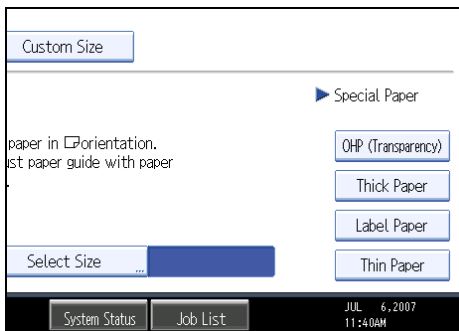 Custom Size
Special Paper
paper in orientation.
ust paper guide with paper
.
OHP (Transparency)
Thick Paper
Label Paper
Select Size ...
Thin Paper
System Status
Job List
JUL 6,2007
11:40AM